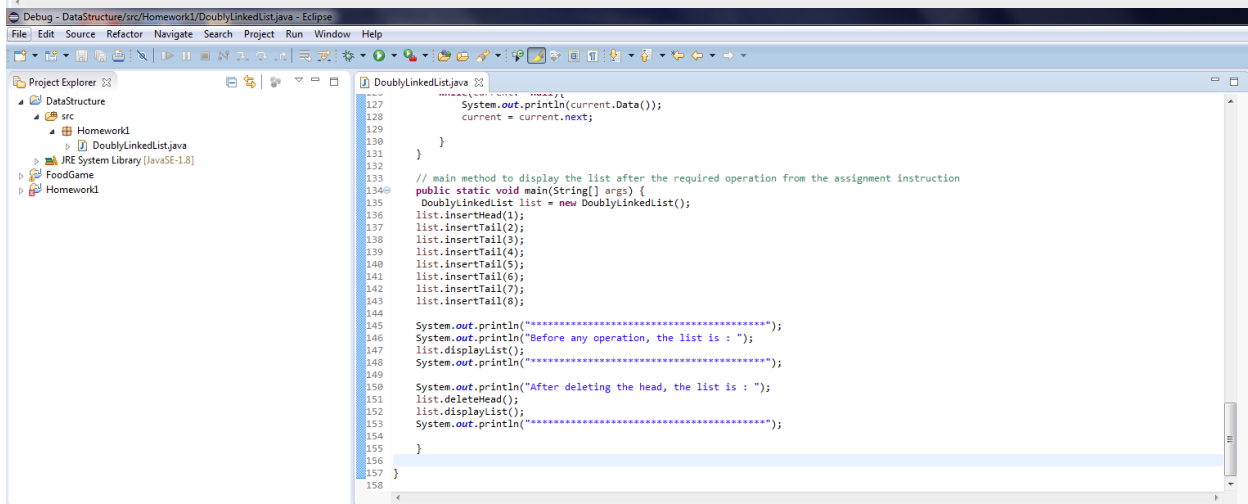 Debug - DataStructure/src/Homework1/DoublyLinkedList.java - Eclipse
File Edit Source Refactor Navigate Search Project Run Window Help
Project Explorer
DataStructure
src
Homework1
DoublyLinkedList.java
JRE System Library [JavaSE-1.8]
FoodGame
Homework1
DoublyLinkedList.java
127 System.out.println(current.Data());
128 current = current.next;
129
130 }
131 }
132
133 // main method to display the list after the required operation from the assignment instruction
134 public static void main(String[] args) {
135 DoublyLinkedList list = new DoublyLinkedList();
136 list.insertHead(1);
137 list.insertTail(2);
138 list.insertTail(3);
139 list.insertTail(4);
140 list.insertTail(5);
141 list.insertTail(6);
142 list.insertTail(7);
143 list.insertTail(8);
144
145 System.out.println("*****************************************");
146 System.out.println("Before any operation, the list is : ");
147 list.displayList();
148 System.out.println("*****************************************");
149
150 System.out.println("After deleting the head, the list is : ");
151 list.deleteHead();
152 list.displayList();
153 System.out.println("*****************************************");
154
155 }
156
157 }
158